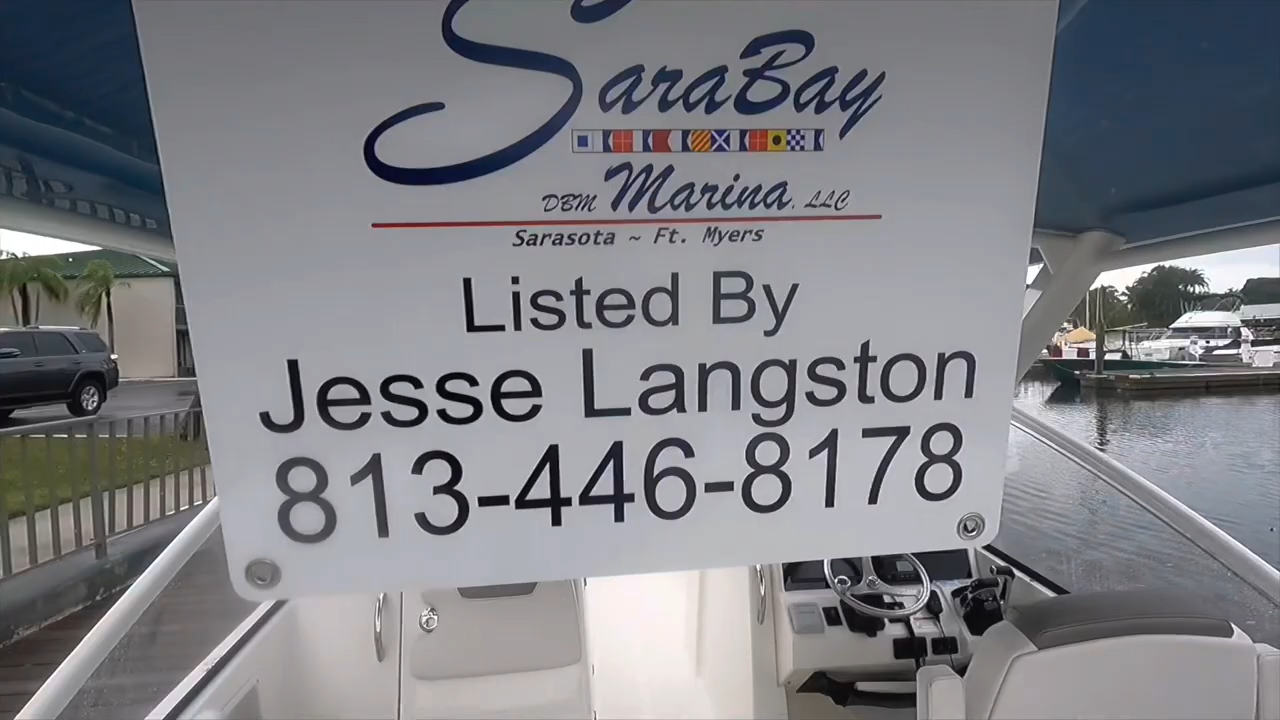 SaraBay
DBM Marina, LLC
Sarasota ~ Ft. Myers
Listed By
Jesse Langston
813-446-8178